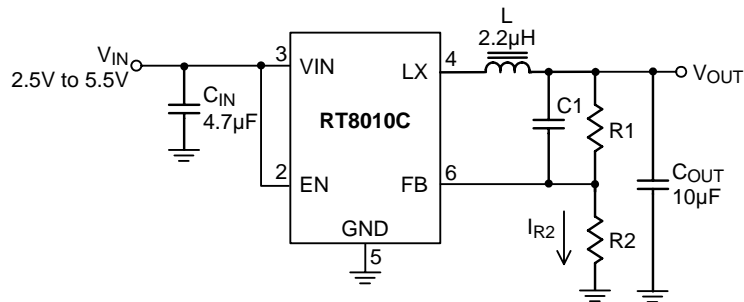 L
2.2µH
VIN
2.5V to 5.5V
3
VIN
LX
4
VOUT
CIN
4.7µF
RT8010C
C1
R1
2
EN
FB
6
COUT
10µF
GND
5
IR2
R2